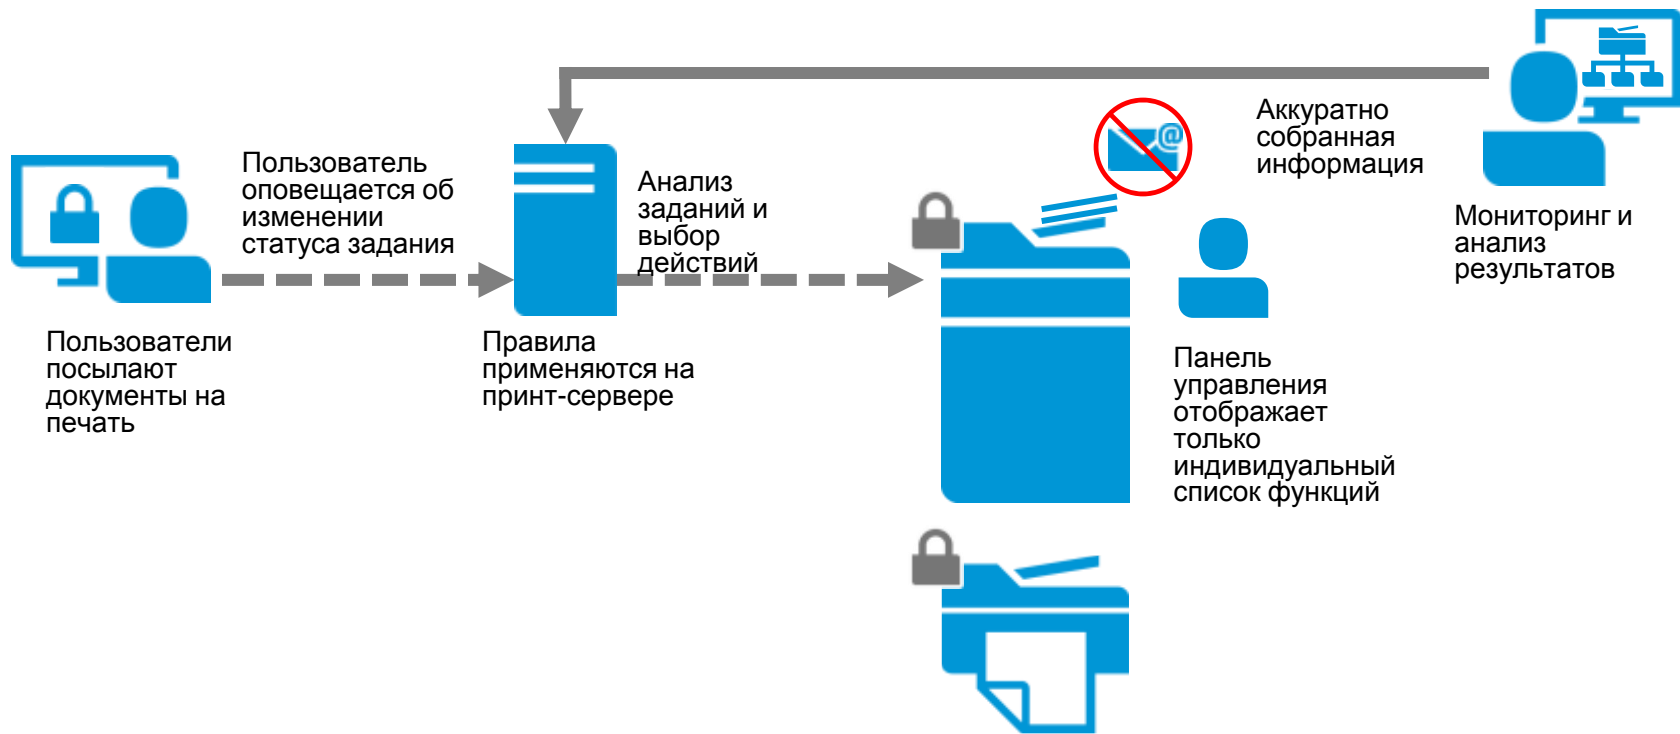 Пользователь
оповещается об
изменении
статуса задания
Пользователи
посылают
документы на
печать
Правила
применяются на
принт-сервере
Анализ
заданий и
выбор
действий
@
Аккуратно
собранная
информация
Мониторинг и
анализ
результатов
Панель
управления
отображает
только
индивидуальный
список функций